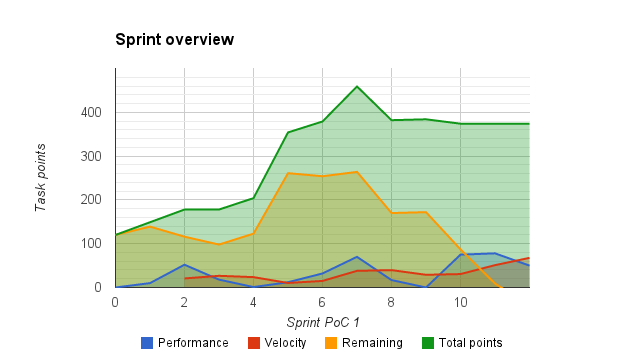 Sprint overview
Task points
400
300
200
100
0
0 2 4 6 8 10
Sprint PoC 1
Performance Velocity Remaining Total points